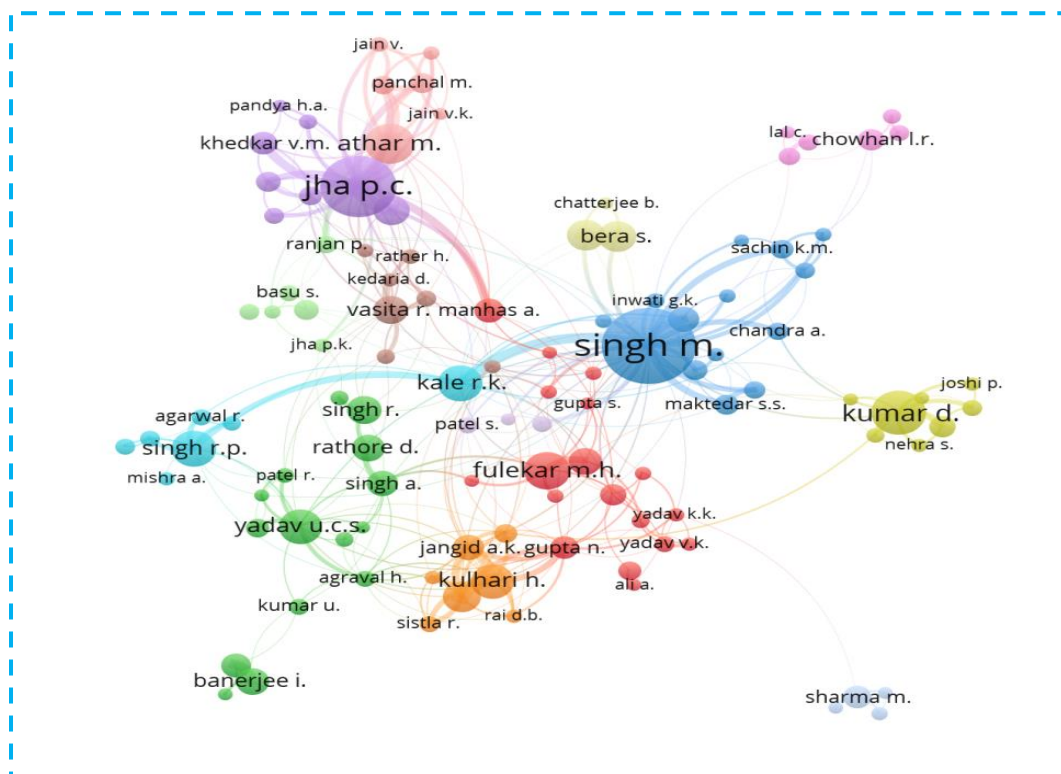 jain v.
panchal m.
pandya h.a.
jain v.k.
khedkar v.m.
athar m.
lal c.
chowhan l.r.
jha p.c.
chatterjee b.
ranjan p.
bera s.
rather h.
sachin k.m.
kedaria d.
basu s.
inwati g.k.
vasita r.
manhas a.
chandra a.
jha p.k.
singh m.
kale r.k.
joshi p.
agarwal r.
singh r.
gupta s.
maktedar s.s.
kumar d.
patel s.
singh r.p.
rathore d.
nehra s.
mishra a.
patel r.
singh a.
fulekar m.h.
yadav k.k.
yadav u.c.s.
jangid a.k.
gupta n.
yadav v.k.
agraval h.
kulhari h.
ali a.
kumar u.
sistla r.
rai d.b.
banerjee i.
sharma m.